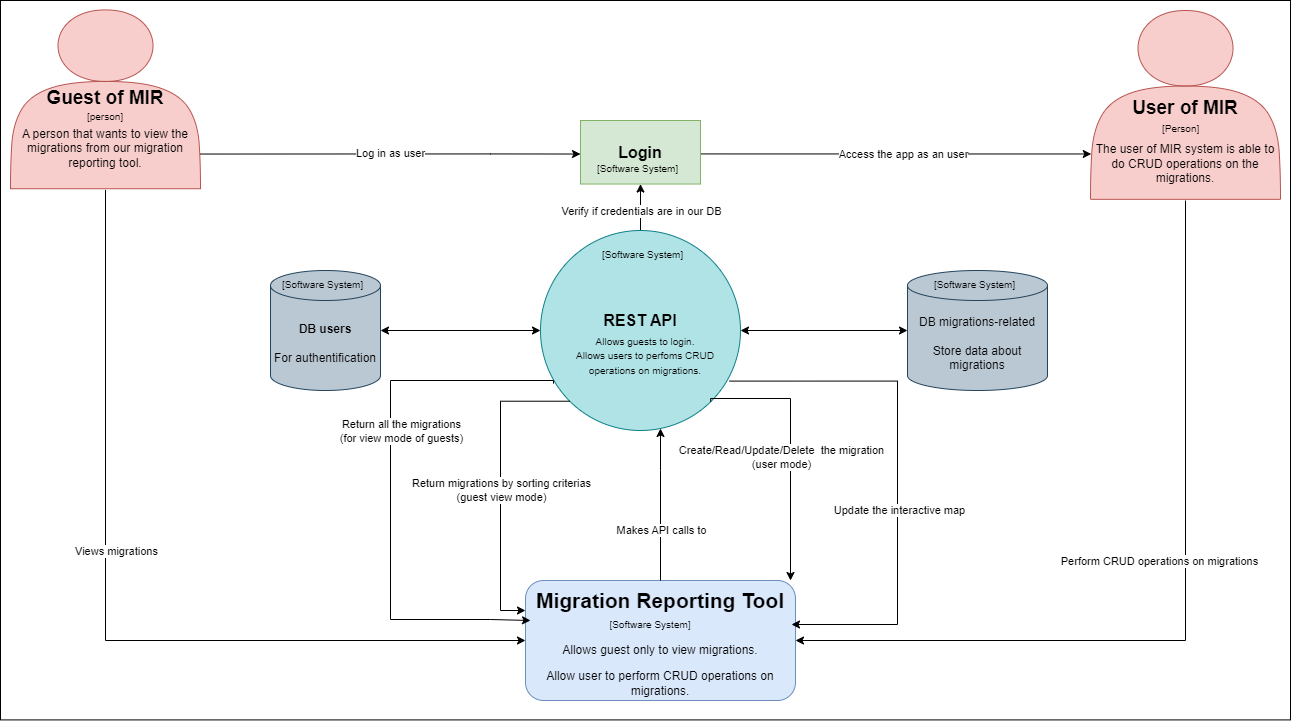 Guest of MIR
[person]
A person that wants to view the
migrations from our migration
reporting tool.
User of MIR
[Person]
The user of MIR system is able to
do CRUD operations on the
migrations.
Log in as user
Login
[Software System]
Access the app as an user
Verify if credentials are in our DB
[Software System]
REST API
Allows guests to login.
Allows users to perfoms CRUD
operations on migrations.
[Software System]
DB users
For authentification
[Software System]
DB migrations-related
Store data about
migrations
Return all the migrations
(for view mode of guests)
Return migrations by sorting criterias
(guest view mode)
Create/Read/Update/Delete the migration
(user mode)
Makes API calls to
Update the interactive map
Views migrations
Perform CRUD operations on migrations
Migration Reporting Tool
[Software System]
Allows guest only to view migrations.
Allow user to perform CRUD operations on
migrations.